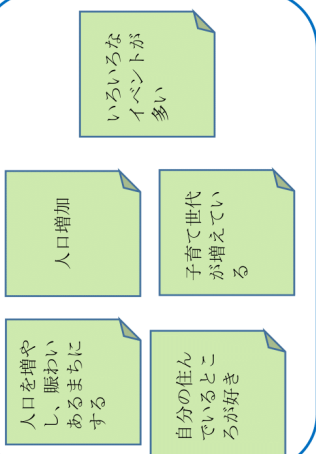 人口を増や
し、賑わい
あるまちに
する
人口増加
いろいろな
イベントが
多い
自分の住ん
でいるとこ
ろが好き
子育て世代
が増えてい
る